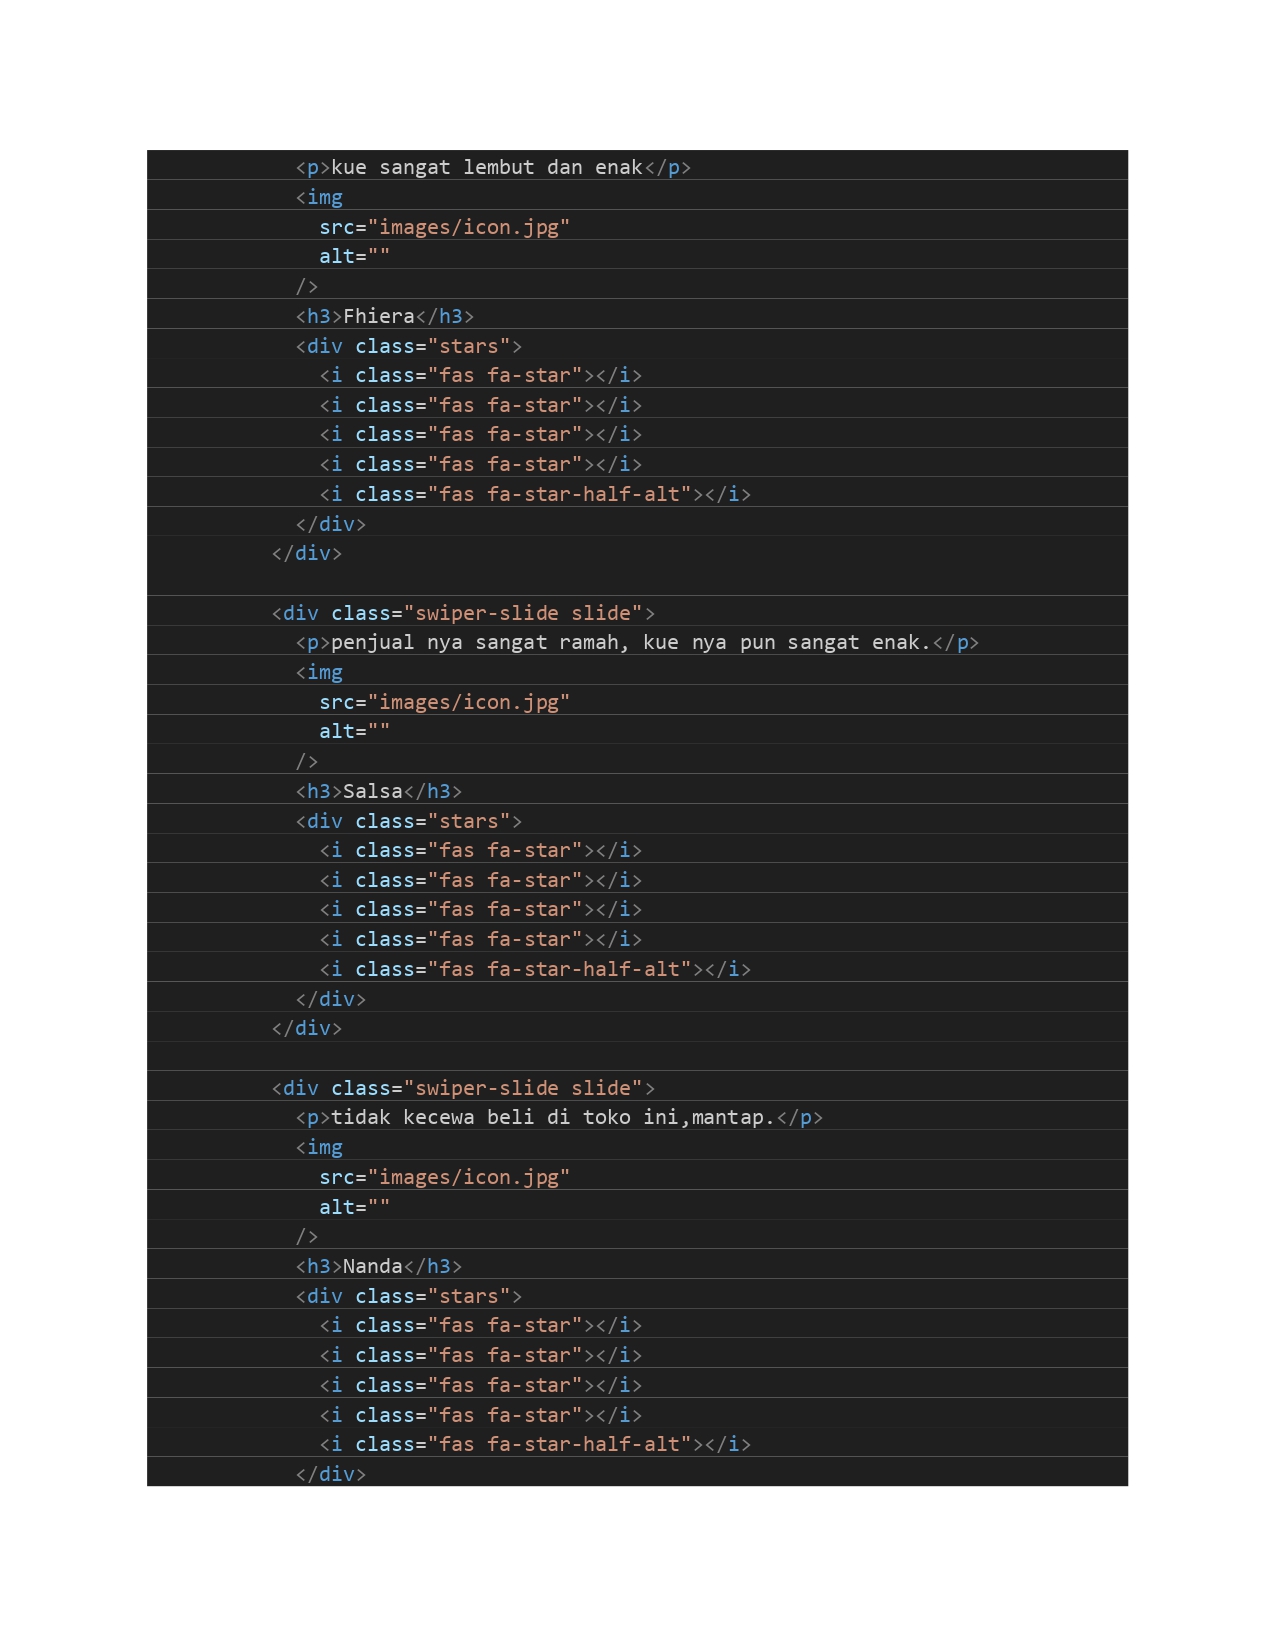 <p>kue sangat lembut dan enak</p>
<img
src="images/icon.jpg"
alt=""
/>
<h3>Fhiera</h3>
<div class="stars">
<i class="fas fa-star"></i>
<i class="fas fa-star"></i>
<i class="fas fa-star"></i>
<i class="fas fa-star"></i>
<i class="fas fa-star-half-alt"></i>
</div>
</div>
<div class="swiper-slide slide">
<p>penjual nya sangat ramah, kue nya pun sangat enak.</p>
<img
src="images/icon.jpg"
alt=""
/>
<h3>Salsa</h3>
<div class="stars">
<i class="fas fa-star"></i>
<i class="fas fa-star"></i>
<i class="fas fa-star"></i>
<i class="fas fa-star"></i>
<i class="fas fa-star-half-alt"></i>
</div>
</div>
<div class="swiper-slide slide">
<p>tidak kecewa beli di toko ini,mantap.</p>
<img
src="images/icon.jpg"
alt=""
/>
<h3>Nanda</h3>
<div class="stars">
<i class="fas fa-star"></i>
<i class="fas fa-star"></i>
<i class="fas fa-star"></i>
<i class="fas fa-star"></i>
<i class="fas fa-star-half-alt"></i>
</div>